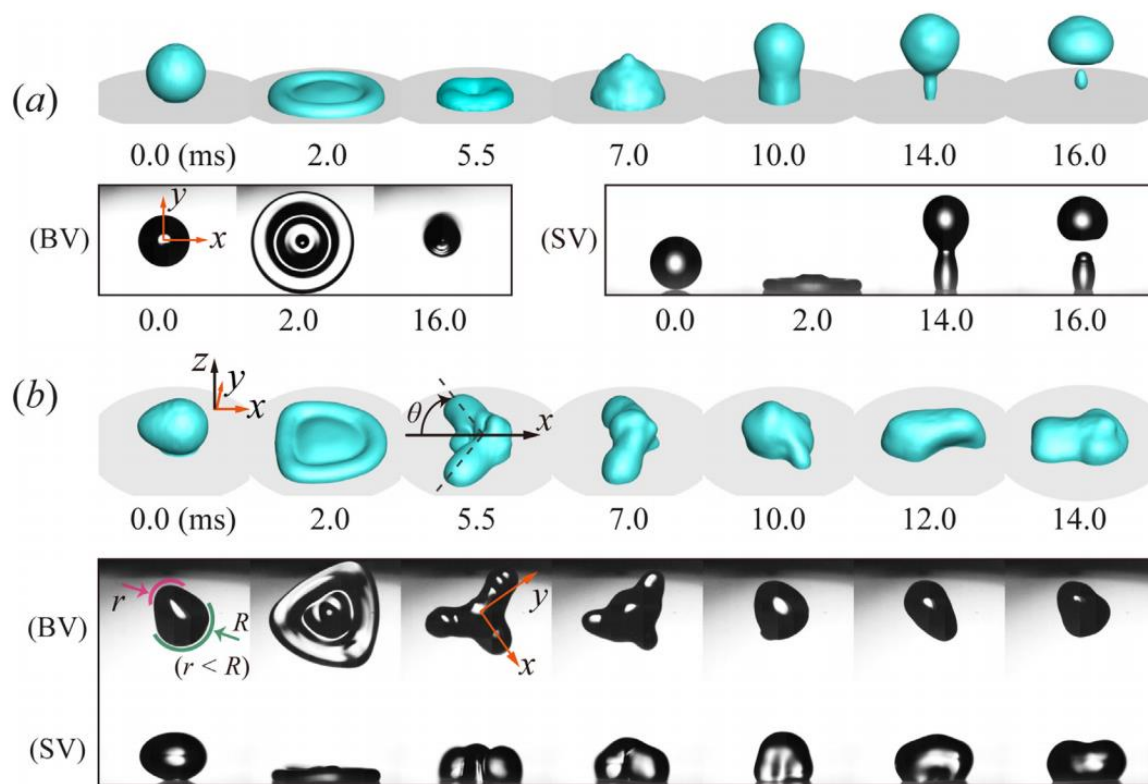 (a)
0.0 (ms) 2.0 5.5 7.0 10.0 14.0 16.0
(BV) y x (SV)
0.0 2.0 16.0 0.0 2.0 14.0 16.0
(b) z y x θ x
0.0 (ms) 2.0 5.5 7.0 10.0 12.0 14.0
(BV) r R (r < R) y x
(SV)